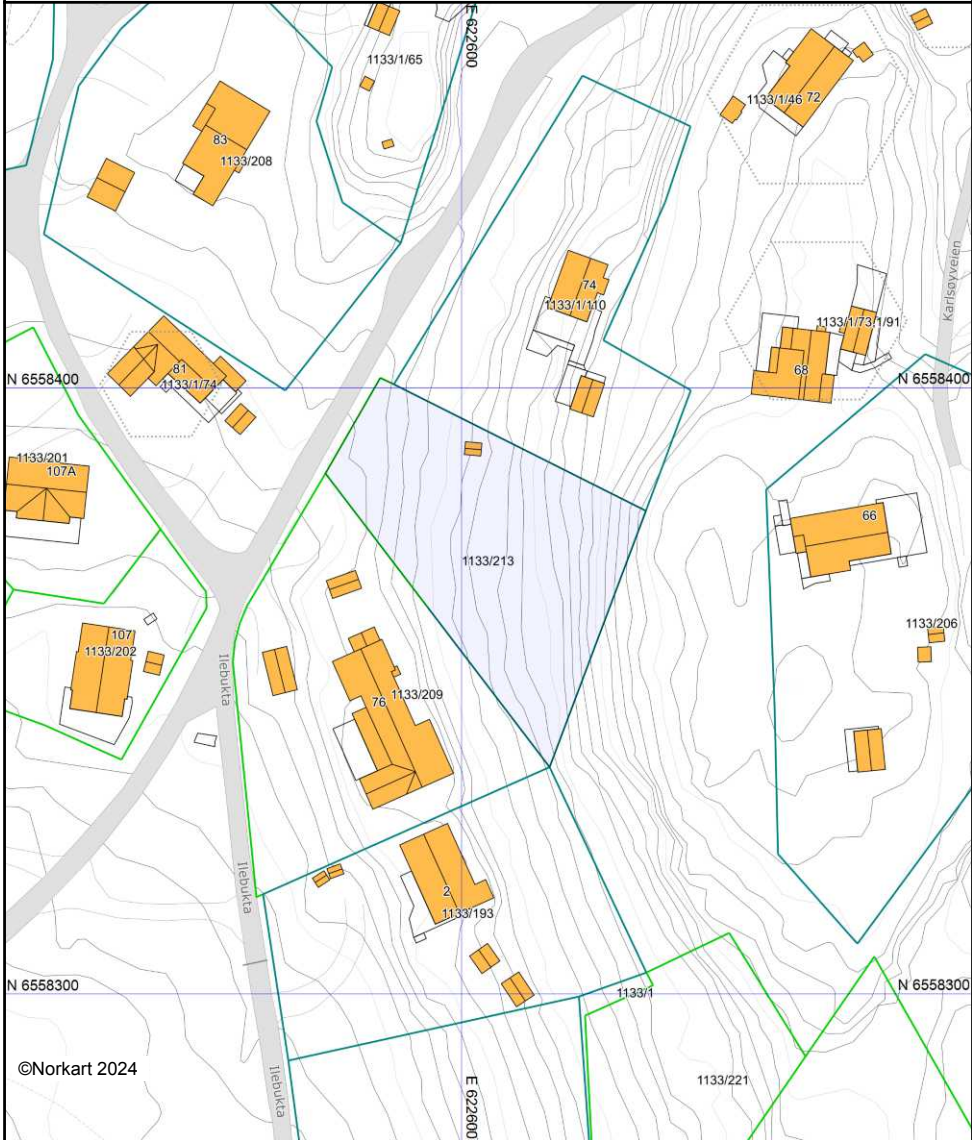 E 622600
1133/1/65
1133/1/46
72
83
1133/208
74
1133/1/110
Karlsøyveien
1133/1/73;1/91
81
1133/1/74
68
N 6558400
N 6558400
1133/201
107A
66
1133/213
107
1133/202
1133/206
Ilebukta
76
1133/209
Ilebukta
2
1133/193
N 6558300
1133/1
N 6558300
©Norkart 2024
Ilebukta
E 622600
1133/221